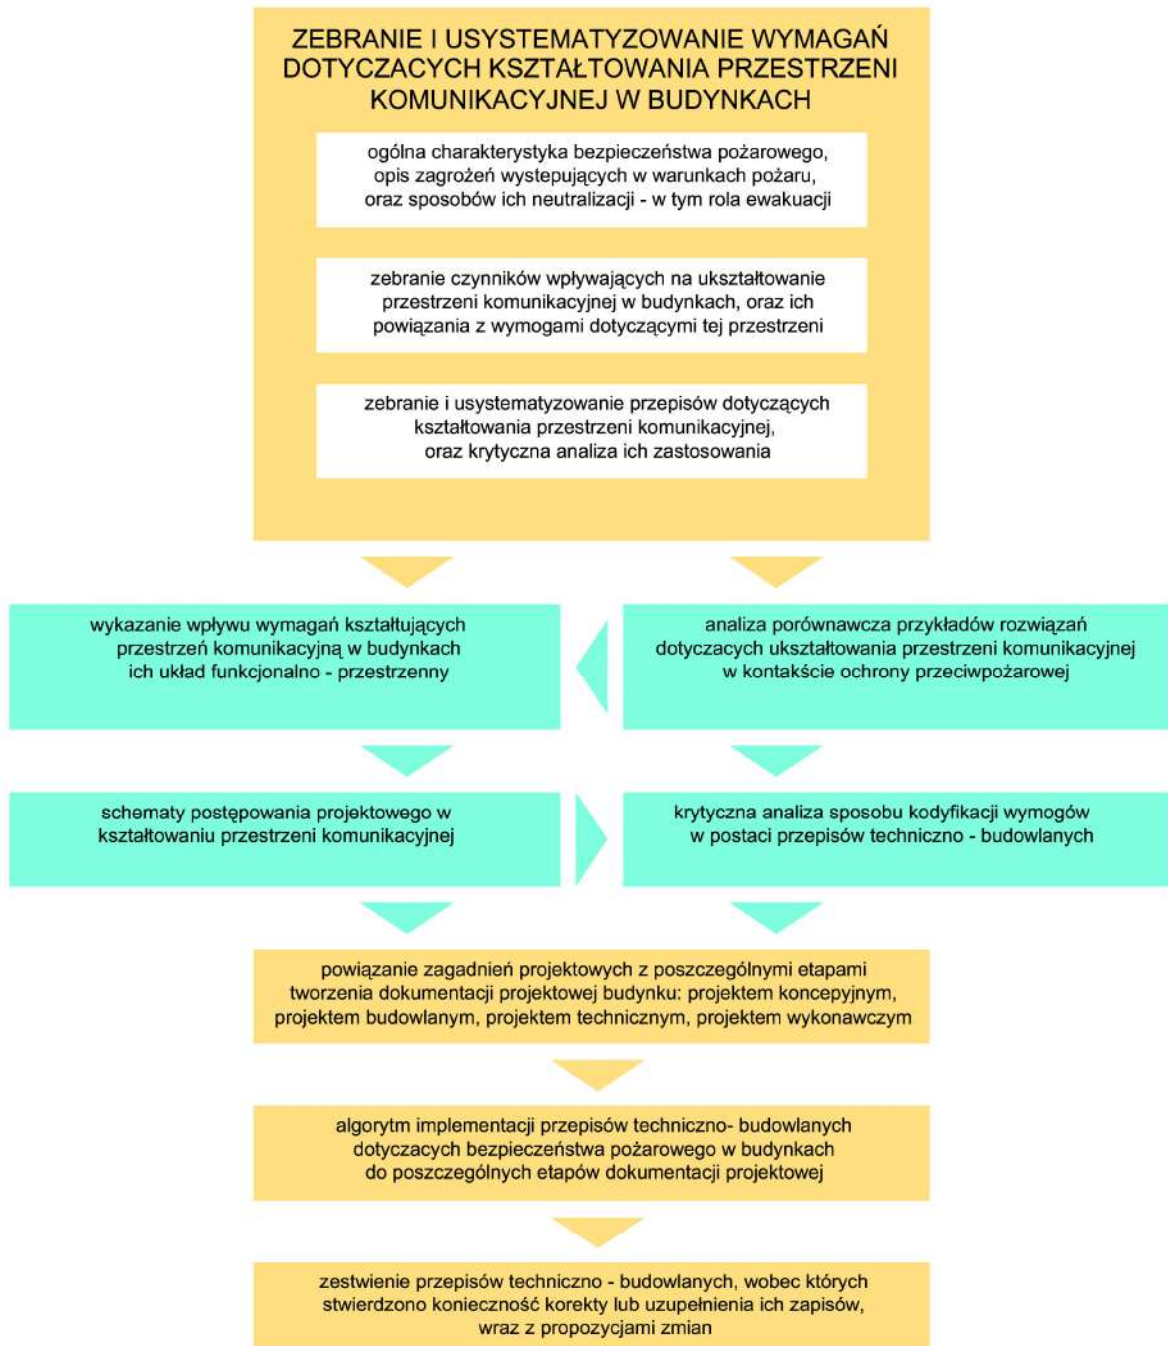 ZEBRANIE I USYSTEMATYZOWANIE WYMAGAŃ
DOTYCZACYCH KSZTAŁTOWANIA PRZESTRZENI
KOMUNIKACYJNEJ W BUDYNKACH
ogólna charakterystyka bezpieczeństwa pożarowego,
opis zagrożeń wystepujących w warunkach pożaru,
oraz sposobów ich neutralizacji - w tym rola ewakuacji
zebranie czynników wpływających na ukształtowanie
przestrzeni komunikacyjnej w budynkach, oraz ich
powiązania z wymogami dotyczącymi tej przestrzeni
zebranie i usystematyzowanie przepisów dotyczących
kształtowania przestrzeni komunikacyjnej,
oraz krytyczna analiza ich zastosowania
wykazanie wpływu wymagań kształtujących
przestrzeń komunikacyjną w budynkach
ich układ funkcjonalno - przestrzenny
analiza porównawcza przykładów rozwiązań
dotyczacych ukształtowania przestrzeni komunikacyjnej
w kontakście ochrony przeciwpożarowej
schematy postępowania projektowego w
kształtowaniu przestrzeni komunikacyjnej
krytyczna analiza sposobu kodyfikacji wymogów
w postaci przepisów techniczno - budowlanych
powiązanie zagadnień projektowych z poszczególnymi etapami
tworzenia dokumentacji projektowej budynku: projektem koncepyjnym,
projektem budowlanym, projektem technicznym, projektem wykonawczym
algorytm implementacji przepisów techniczno- budowlanych
dotyczacych bezpieczeństwa pożarowego w budynkach
do poszczególnych etapów dokumentacji projektowej
zestwienie przepisów techniczno - budowlanych, wobec których
stwierdzono konieczność korekty lub uzupełnienia ich zapisów,
wraz z propozycjami zmian